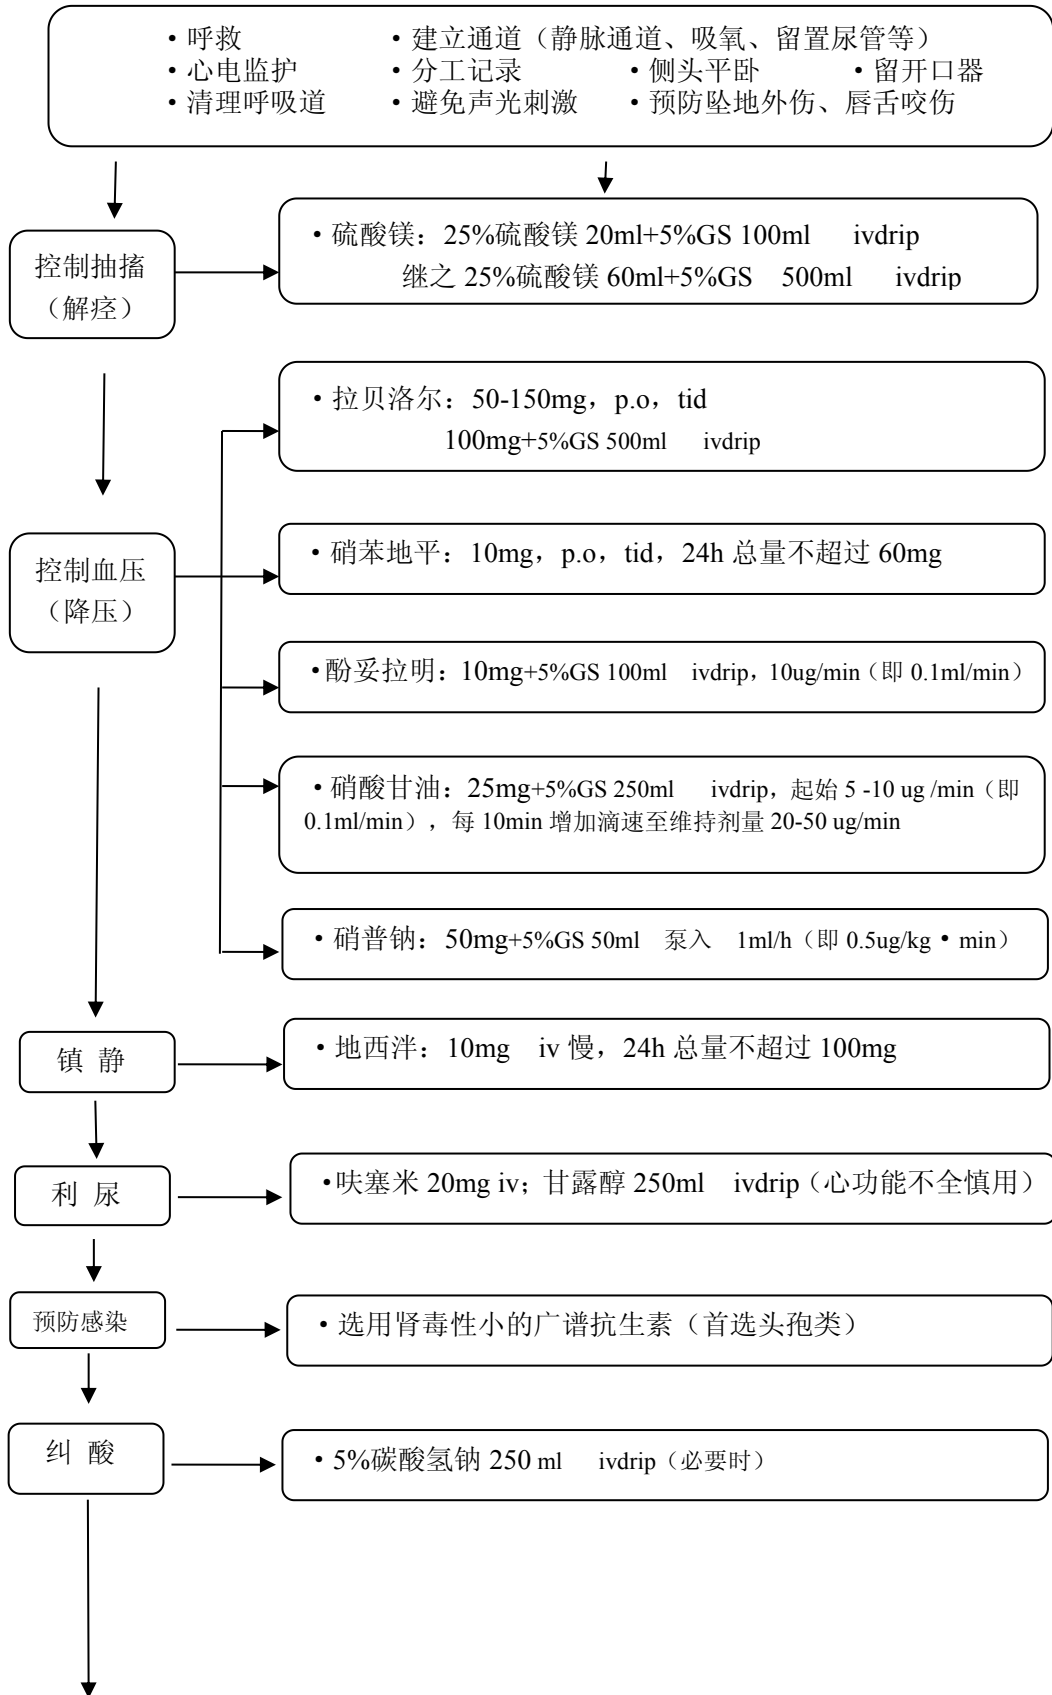 ·呼救 ·建立通道（静脉通道、吸氧、留置尿管等）
·心电监护 ·分工记录 ·侧头平卧 ·留开口器
·清理呼吸道 ·避免声光刺激 ·预防坠地外伤、唇舌咬伤
控制抽搐
（解痉）
·硫酸镁：25%硫酸镁 20ml+5%GS 100ml ivdrip
继之 25%硫酸镁 60ml+5%GS 500ml ivdrip
控制血压
（降压）
·拉贝洛尔：50-150mg，p.o，tid
100mg+5%GS 500ml ivdrip
·硝苯地平：10mg，p.o，tid，24h 总量不超过 60mg
·酚妥拉明：10mg+5%GS 100ml ivdrip，10ug/min（即 0.1ml/min）
·硝酸甘油：25mg+5%GS 250ml ivdrip，起始 5 -10 ug /min（即
0.1ml/min），每 10min 增加滴速至维持剂量 20-50 ug/min
·硝普钠：50mg+5%GS 50ml 泵入 1ml/h（即 0.5ug/kg·min）
镇 静
·地西泮：10mg iv 慢，24h 总量不超过 100mg
利 尿
·呋塞米 20mg iv；甘露醇 250ml ivdrip（心功能不全慎用）
预防感染
·选用肾毒性小的广谱抗生素（首选头孢类）
纠 酸
·5%碳酸氢钠 250 ml ivdrip（必要时）